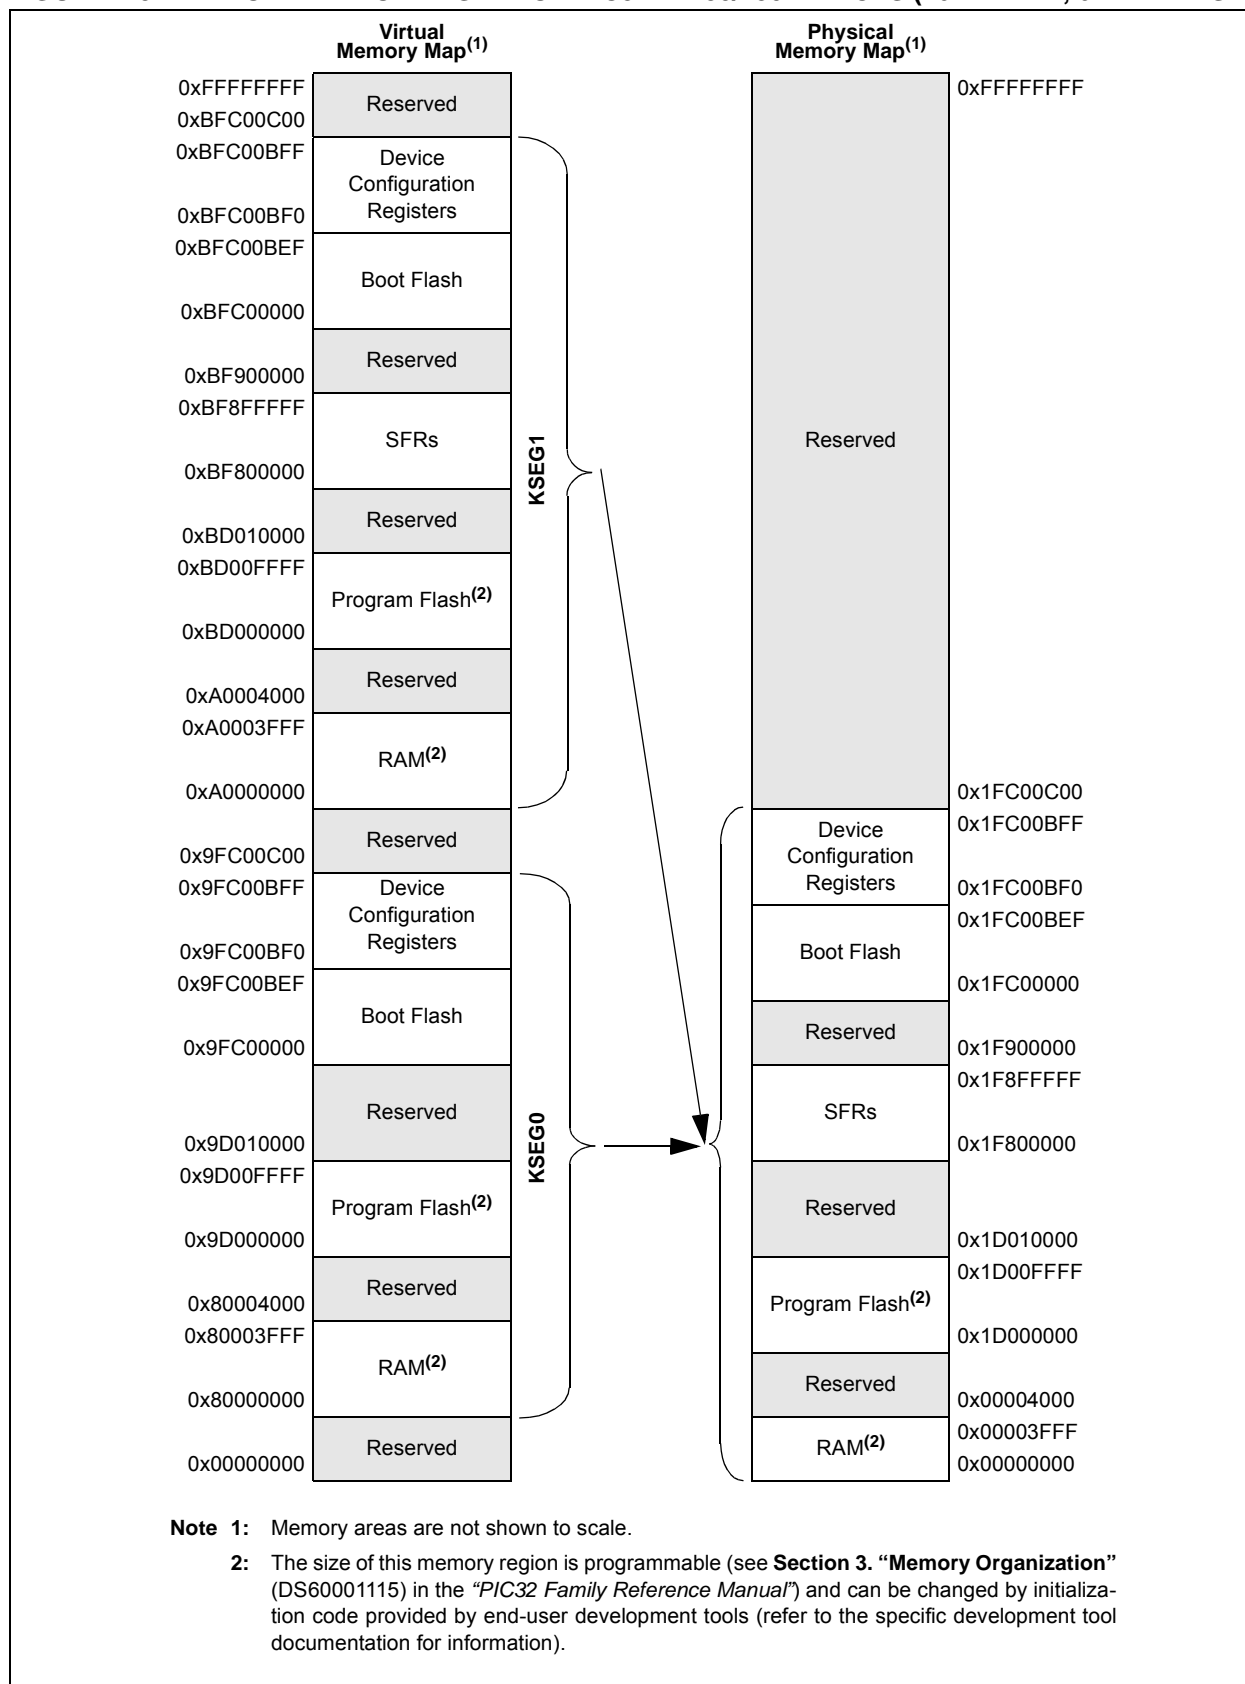 Virtual
Memory Map(1)
0xFFFFFFFF
Reserved
0xBFC00C00
0xBFC00BFF
Device
Configuration
Registers
0xBFC00BF0
0xBFC00BEF
Boot Flash
0xBFC00000
Reserved
0xBF900000
0xBF8FFFFF
SFRs
0xBF800000
Reserved
0xBD010000
0xBD00FFFF
Program Flash(2)
0xBD000000
Reserved
0xA0004000
0xA0003FFF
RAM(2)
0xA0000000
KSEG1
Reserved
0x9FC00C00
0x9FC00BFF
Device
Configuration
Registers
0x9FC00BF0
0x9FC00BEF
Boot Flash
0x9FC00000
Reserved
0x9D010000
0x9D00FFFF
Program Flash(2)
0x9D000000
Reserved
0x80004000
0x80003FFF
RAM(2)
0x80000000
KSEG0
Reserved
0x00000000
Physical
Memory Map(1)
0xFFFFFFFF
Reserved
0x1FC00C00
0x1FC00BFF
Device
Configuration
Registers
0x1FC00BF0
0x1FC00BEF
Boot Flash
0x1FC00000
Reserved
0x1F900000
0x1F8FFFFF
SFRs
0x1F800000
Reserved
0x1D010000
0x1D00FFFF
Program Flash(2)
0x1D000000
Reserved
0x00004000
0x00003FFF
RAM(2)
0x00000000
Note 1: Memory areas are not shown to scale.
2: The size of this memory region is programmable (see Section 3. “Memory Organization”
(DS60001115) in the “PIC32 Family Reference Manual”) and can be changed by initializa-
tion code provided by end-user development tools (refer to the specific development tool
documentation for information).